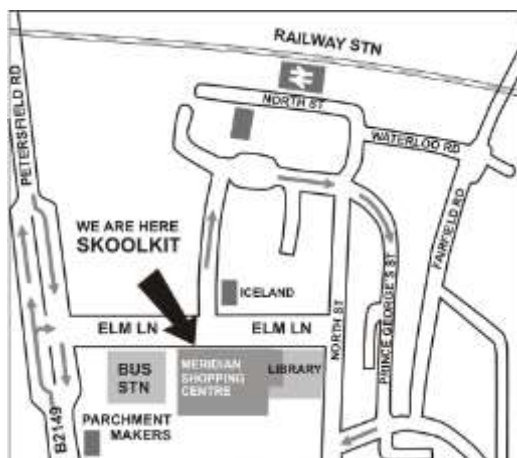 RAILWAY STN
NORTH ST
WATERLOO RD
PETERSFIELD RD
FAIRFIELD RD
WE ARE HERE
SKOOLKIT
ICELAND
ELM LN
ELM LN
NORTH ST
PRINCE GEORGE'S ST
BUS
STN
MERIDIAN
SHOPPING
CENTRE
LIBRARY
PARCHMENT
MAKERS
B2149